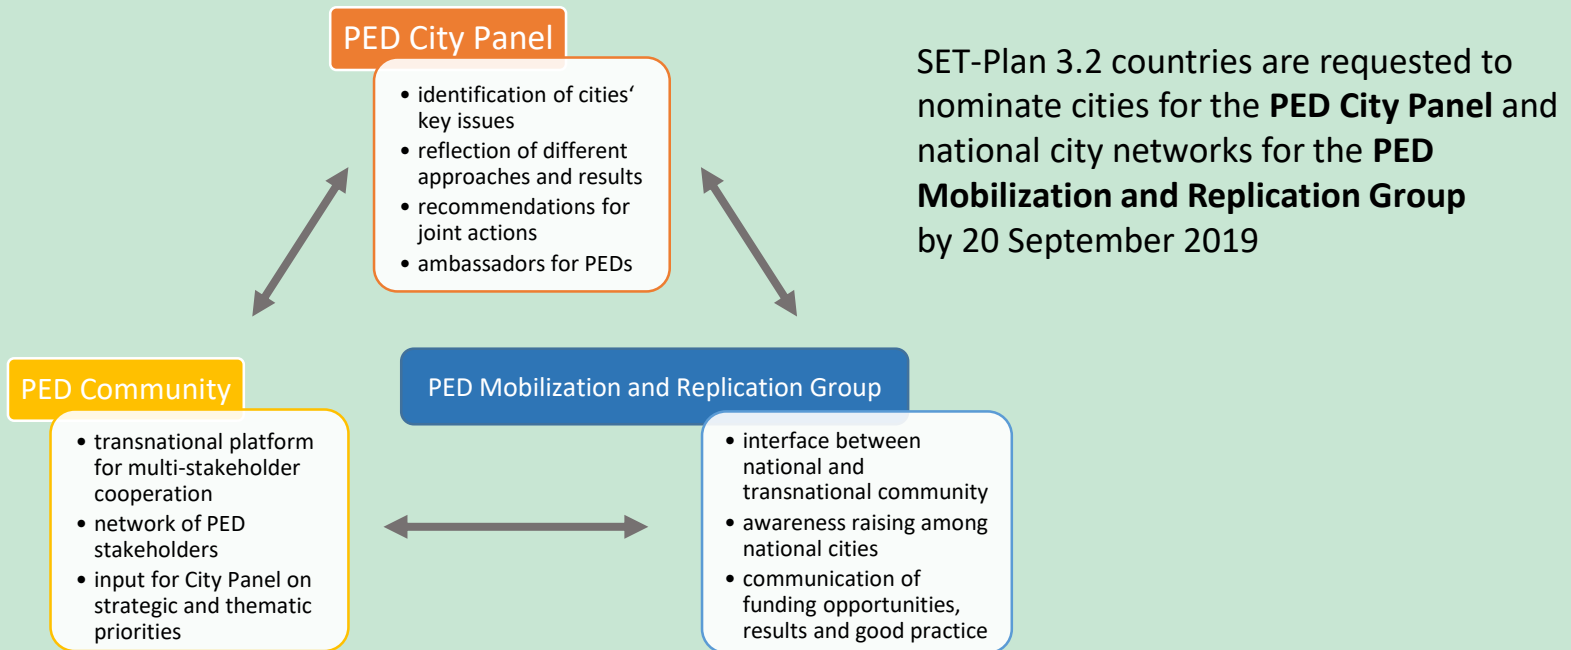 PED City Panel
• identification of cities‘
key issues
• reflection of different
approaches and results
• recommendations for
joint actions
• ambassadors for PEDs
SET-Plan 3.2 countries are requested to
nominate cities for the PED City Panel and
national city networks for the PED
Mobilization and Replication Group
by 20 September 2019
PED Community
• transnational platform
for multi-stakeholder
cooperation
• network of PED
stakeholders
• input for City Panel on
strategic and thematic
priorities
PED Mobilization and Replication Group
• interface between
national and
transnational community
• awareness raising among
national cities
• communication of
funding opportunities,
results and good practice